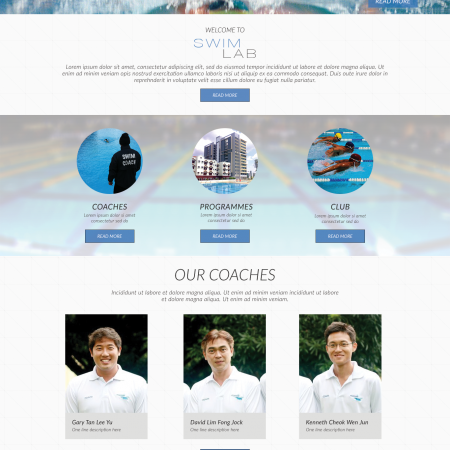 READ MORE
WELCOME TO
SWIM
LAB
Lorem ipsum dolor sit amet, consectetur adipiscing elit, sed do eiusmod tempor incididunt ut labore et dolore magna aliqua. Ut
enim ad minim veniam, quis nostrud exercitation ullamco laboris nisi ut aliquip ex ea commodo consequat. Duis aute irure dolor in
reprehenderit in voluptate velit esse cillum dolore eu fugiat nulla pariatur.
READ MORE
SWIM
COACH
COACHES
Lorem ipsum dolor si amet
consectetur sed do
READ MORE
PROGRAMMES
Lorem ipsum dolor si amet
consectetur sed do
READ MORE
CLUB
Lorem ipsum dolor si amet
consectetur sed do
READ MORE
OUR COACHES
Incididunt ut labore et dolore magna aliqua. Ut enim ad minim veniam incididunt ut labore
et dolore magna aliqua. Ut enim ad minim veniam.
Gary Tan Lee Yu
One line description here
David Lim Fong Jock
One line description here
Kenneth Cheok Wen Jun
One line description here